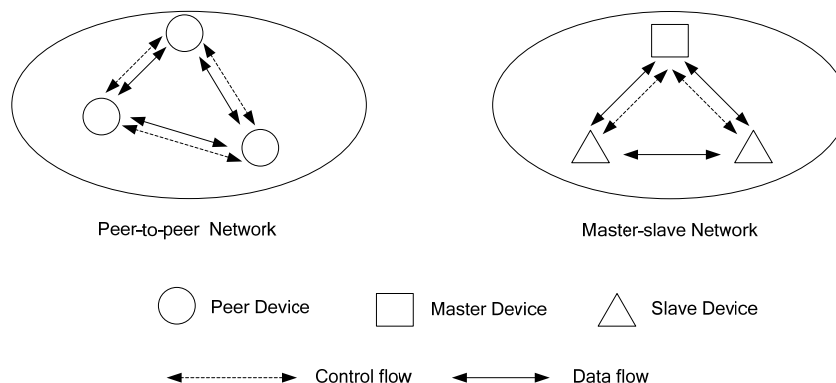 Peer-to-peer Network
Master-slave Network
Peer Device
Master Device
Slave Device
Control flow
Data flow